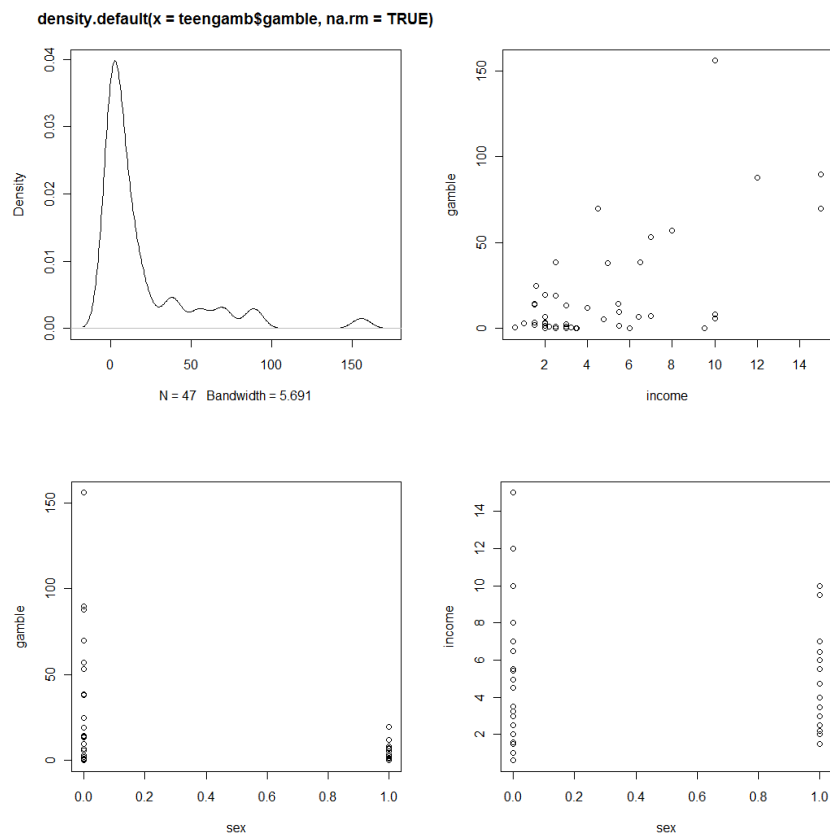 density.default(x = teengamb$gamble, na.rm = TRUE)
Density
0.00 0.01 0.02 0.03 0.04
0 50 100 150
N = 47 Bandwidth = 5.691
gamble
0 50 100 150
2 4 6 8 10 12 14
income
gamble
0 50 100 150
0.0 0.2 0.4 0.6 0.8 1.0
sex
income
2 4 6 8 10 12 14
0.0 0.2 0.4 0.6 0.8 1.0
sex